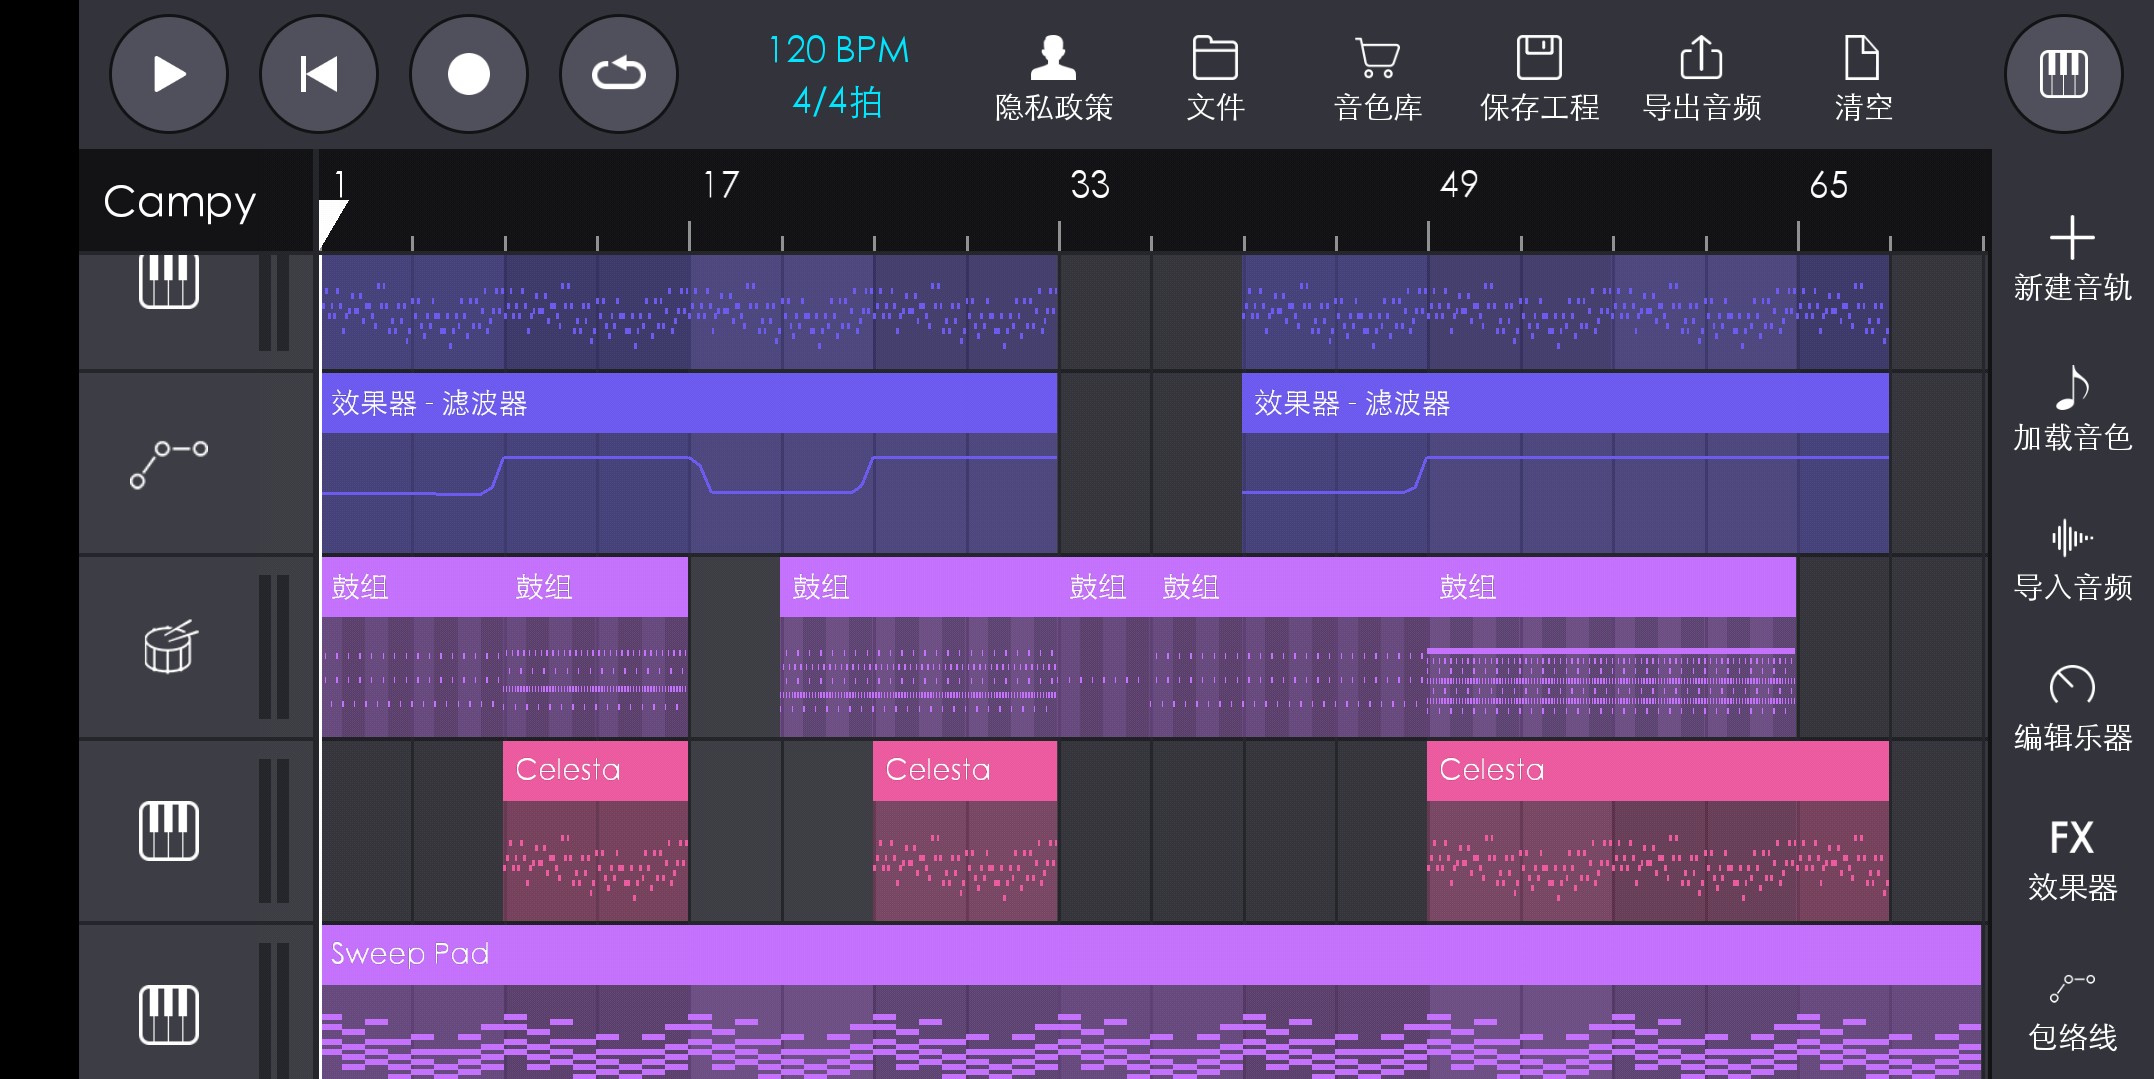 120 BPM
4/4拍
隐私政策
文件
音色库
保存工程
导出音频
清空
Campy
1
17
33
49
65
新建音轨
加载音色
导入音频
编辑乐器
FX
效果器
包络线
效果器 - 滤波器
效果器 - 滤波器
鼓组
鼓组
鼓组
鼓组
鼓组
鼓组
Celesta
Celesta
Celesta
Sweep Pad